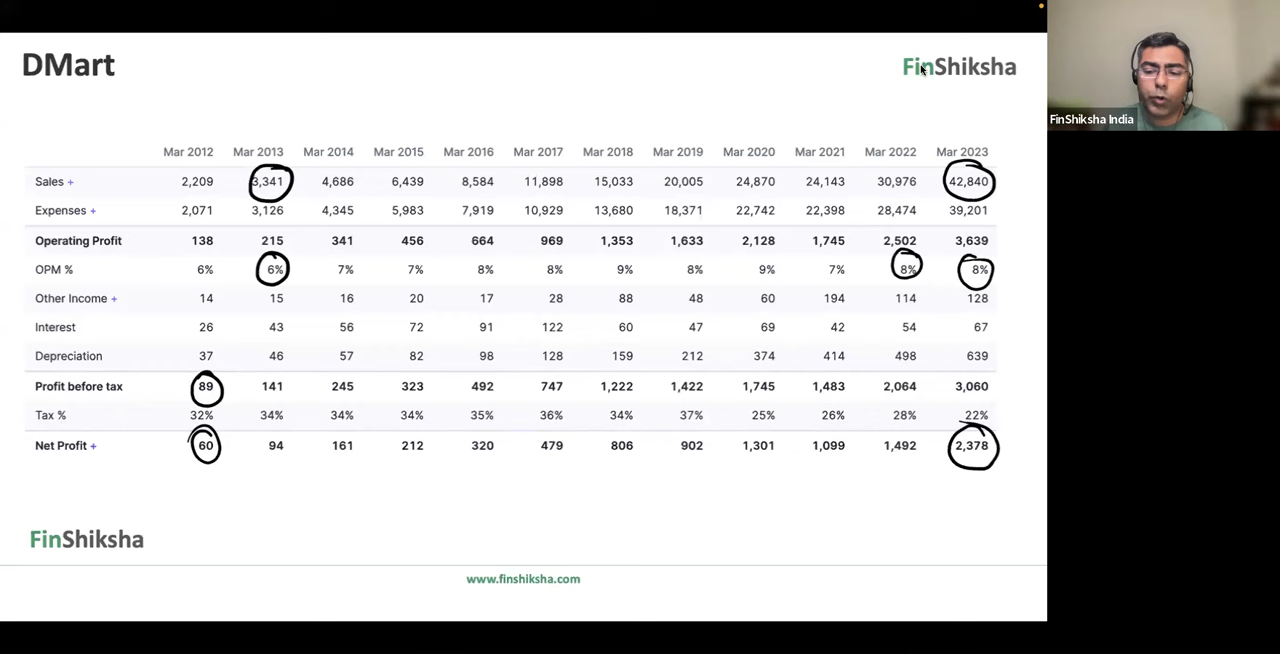 DMart
FinShiksha
FinShiksha India
Mar 2012 Mar 2013 Mar 2014 Mar 2015 Mar 2016 Mar 2017 Mar 2018 Mar 2019 Mar 2020 Mar 2021 Mar 2022 Mar 2023
Sales + 2,209 3,341 4,686 6,439 8,584 11,898 15,033 20,005 24,870 24,143 30,976 42,840
Expenses + 2,071 3,126 4,345 5,983 7,919 10,929 13,680 18,371 22,742 22,398 28,474 39,201
Operating Profit 138 215 341 456 664 969 1,353 1,633 2,128 1,745 2,502 3,639
OPM % 6% 6% 7% 7% 8% 8% 9% 8% 9% 7% 8% 8%
Other Income + 14 15 16 20 17 28 88 48 60 194 114 128
Interest 26 43 56 72 91 122 60 47 69 42 54 67
Depreciation 37 46 57 82 98 128 159 212 374 414 498 639
Profit before tax 89 141 245 323 492 747 1,222 1,422 1,745 1,483 2,064 3,060
Tax % 32% 34% 34% 34% 35% 36% 34% 37% 25% 26% 28% 22%
Net Profit + 60 94 161 212 320 479 806 902 1,301 1,099 1,492 2,378
FinShiksha
www.finshiksha.com